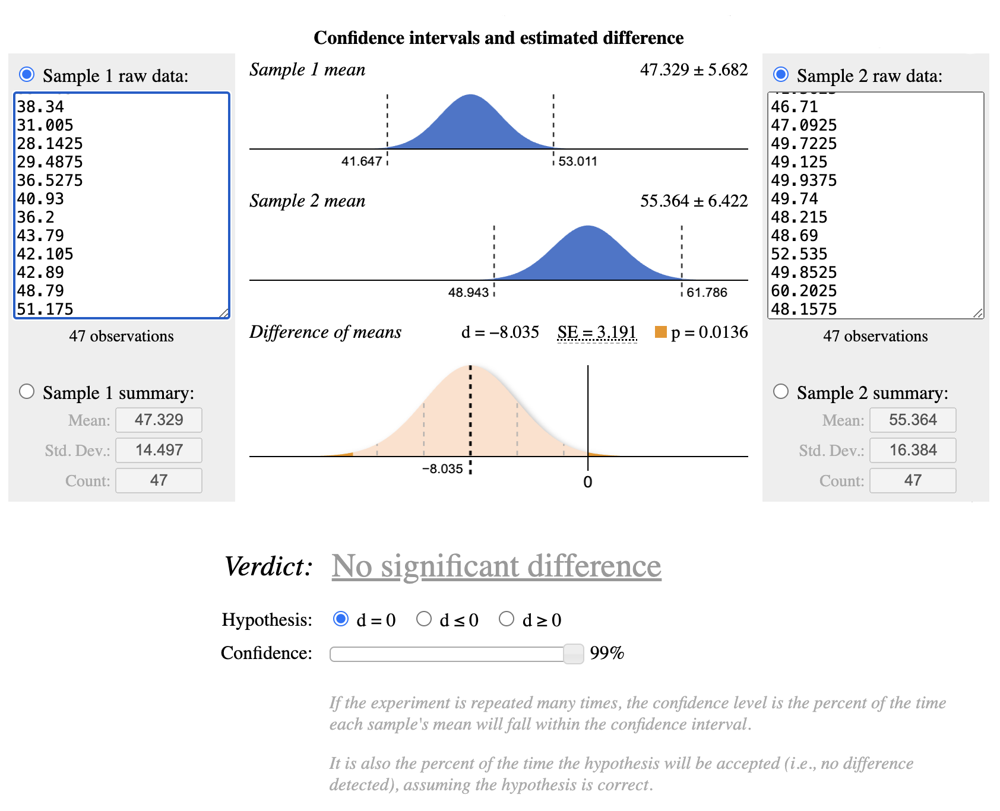 Confidence intervals and estimated difference
Sample 1 raw data:
38.34
31.005
28.1425
29.4875
36.5275
40.93
36.2
43.79
42.105
42.89
48.79
51.175
47 observations
Sample 1 summary:
Mean: 47.329
Std. Dev.: 14.497
Count: 47
Sample 1 mean 47.329 ± 5.682
41.647 53.011
Sample 2 mean 55.364 ± 6.422
48.943 61.786
Difference of means d = −8.035 SE = 3.191 p = 0.0136
−8.035
0
Sample 2 raw data:
46.71
47.0925
49.7225
49.125
49.9375
49.74
48.215
48.69
52.535
49.8525
60.2025
48.1575
47 observations
Sample 2 summary:
Mean: 55.364
Std. Dev.: 16.384
Count: 47
Verdict: No significant difference
Hypothesis: d = 0 d ≤ 0 d ≥ 0
Confidence: 99%
If the experiment is repeated many times, the confidence level is the percent of the time
each sample's mean will fall within the confidence interval.
It is also the percent of the time the hypothesis will be accepted (i.e., no difference
detected), assuming the hypothesis is correct.